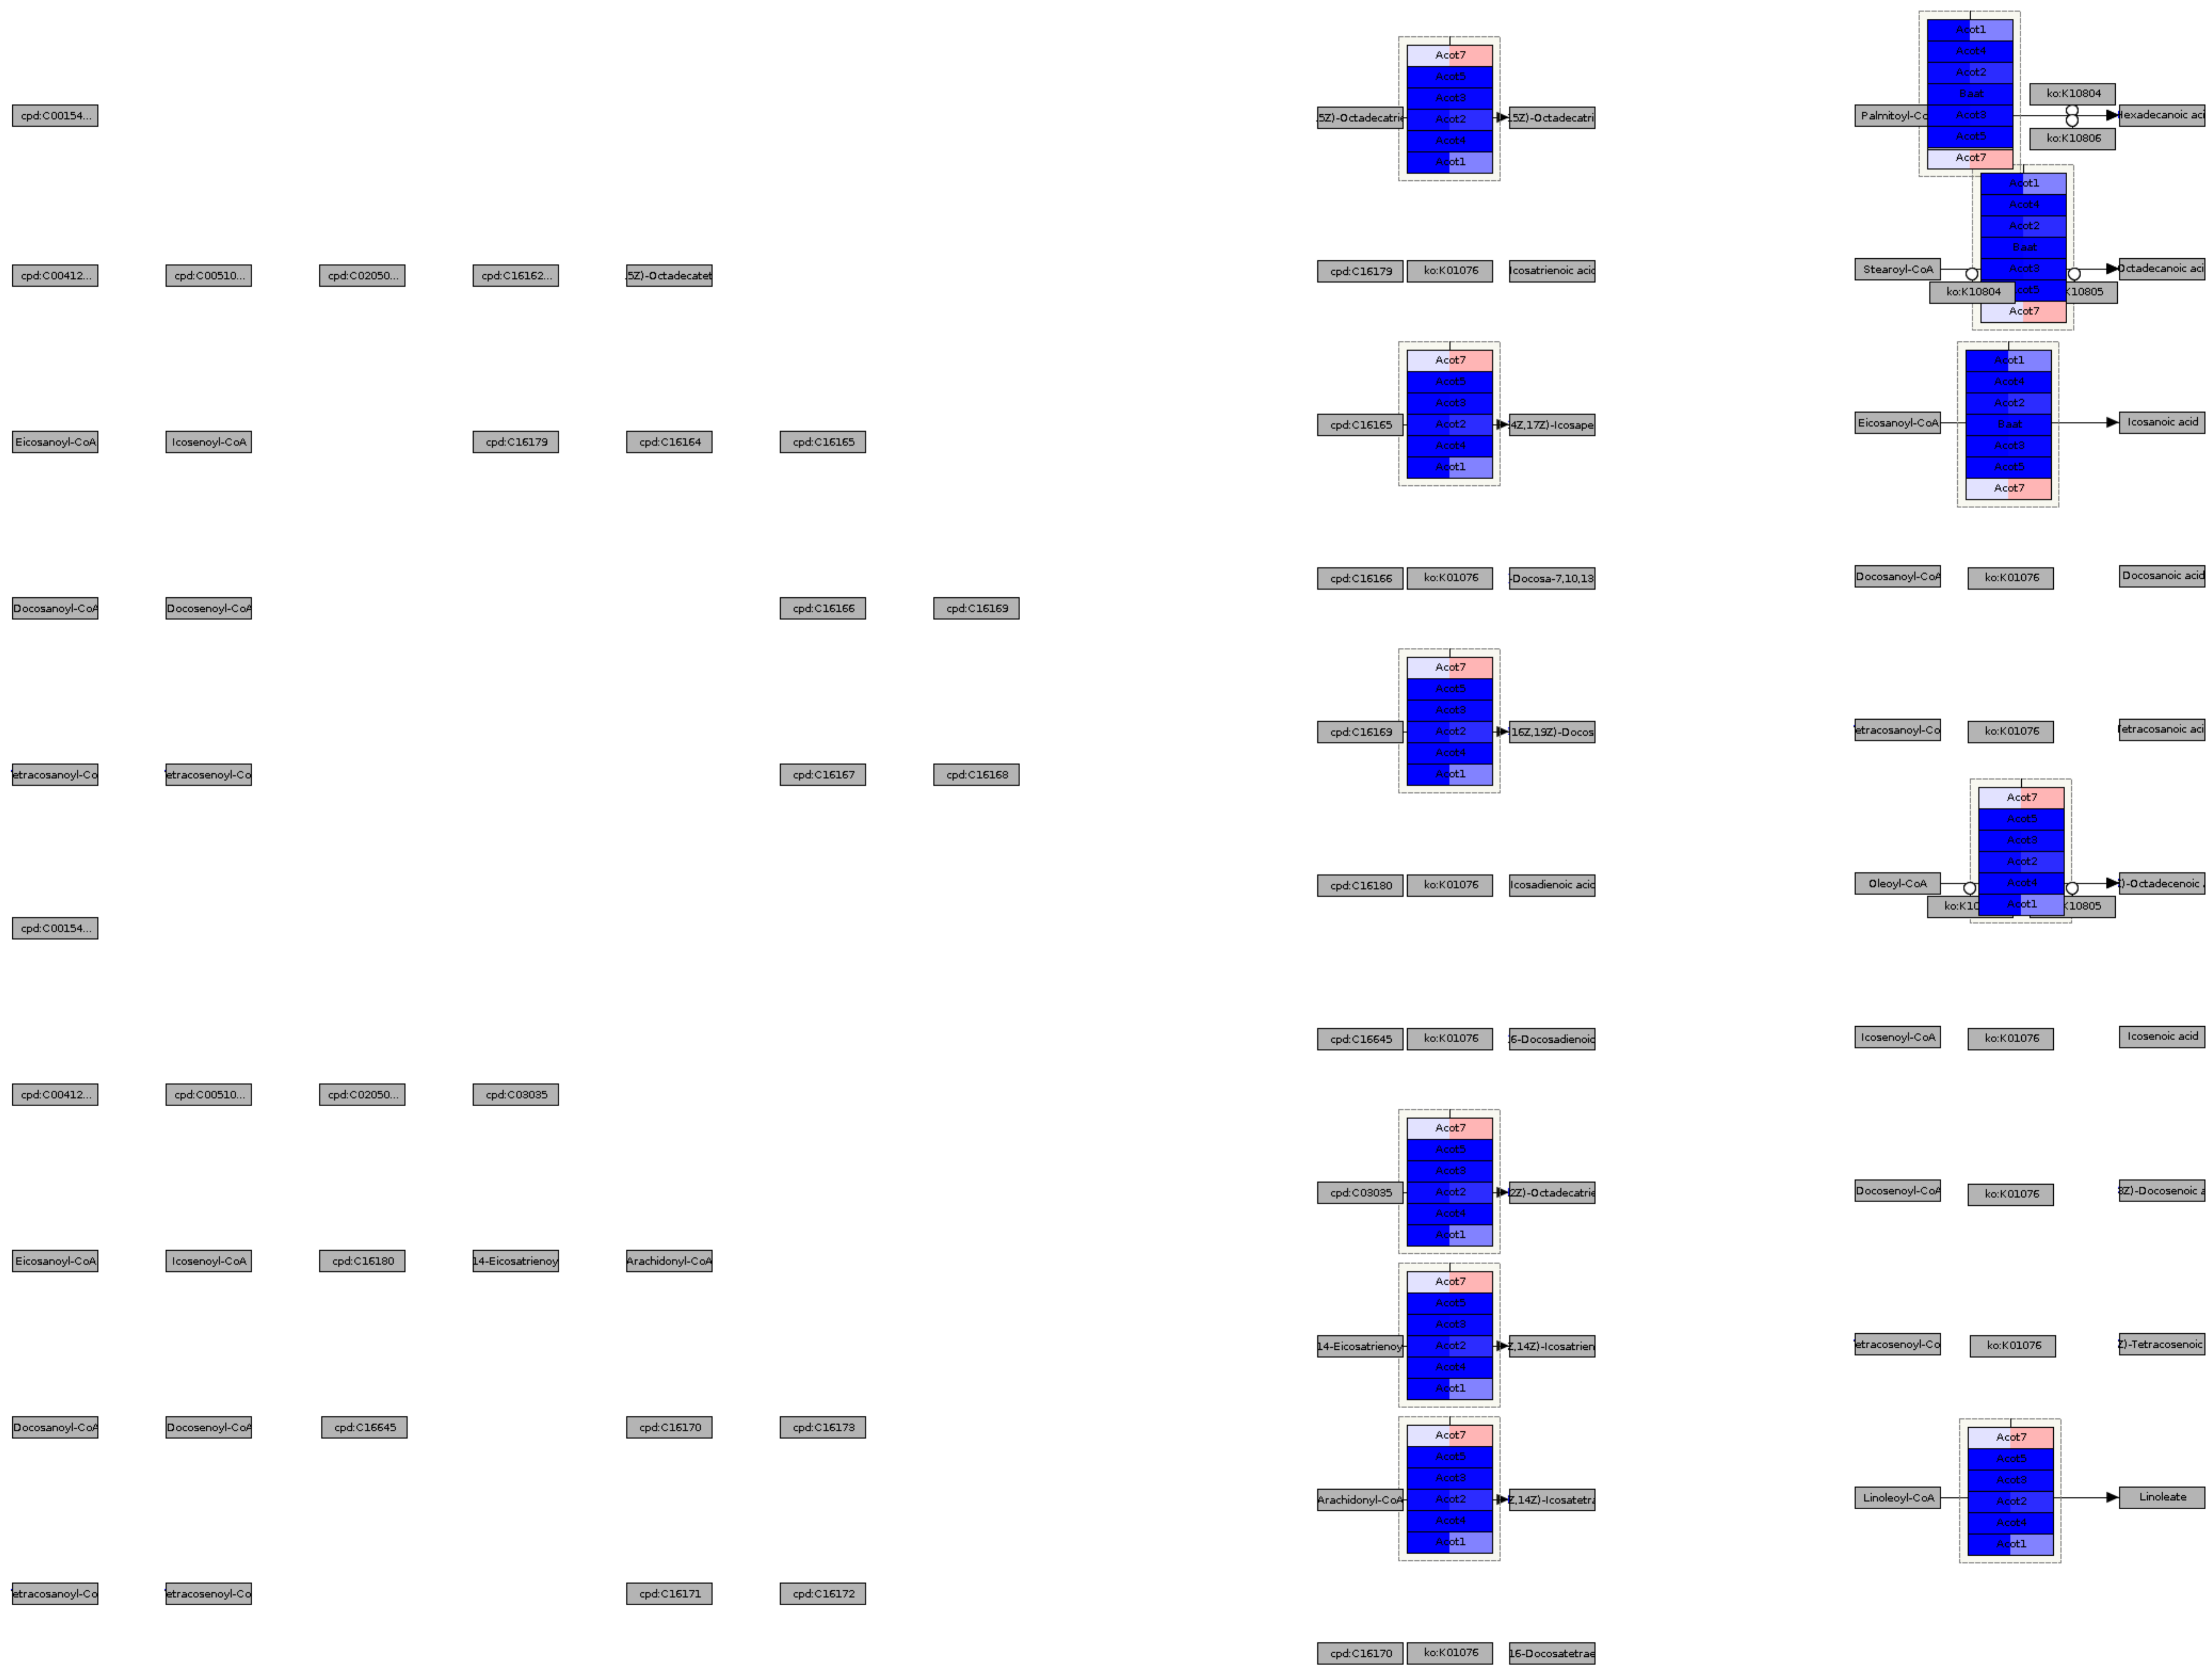 cpd:C00154...
cpd:C00412...
cpd:C00510...
cpd:C02050...
cpd:C16162...
5Z)-Octadecatet
Eicosanoyl-CoA
Icosenoyl-CoA
cpd:C16179
cpd:C16164
cpd:C16165
Docosanoyl-CoA
Docosenoyl-CoA
cpd:C16166
cpd:C16169
etracosanoyl-Co
etracosenoyl-Co
cpd:C16167
cpd:C16168
cpd:C00154...
cpd:C00412...
cpd:C00510...
cpd:C02050...
cpd:C03035
Eicosanoyl-CoA
Icosenoyl-CoA
cpd:C16180
14-Eicosatrienoy
Arachidonyl-CoA
Docosanoyl-CoA
Docosenoyl-CoA
cpd:C16645
cpd:C16170
cpd:C16173
etracosanoyl-Co
etracosenoyl-Co
cpd:C16171
cpd:C16172
5Z)-Octadecatrie
Acot7
Acot5
Acot3
Acot2
Acot4
Acot1
5Z)-Octadecatri
cpd:C16179
ko:K01076
Icosatrienoic acid
cpd:C16165
Acot7
Acot5
Acot3
Acot2
Acot4
Acot1
4Z,17Z)-Icosape
cpd:C16166
ko:K01076
-Docosa-7,10,13
cpd:C16169
Acot7
Acot5
Acot3
Acot2
Acot4
Acot1
16Z,19Z)-Docos
cpd:C16180
ko:K01076
Icosadienoic acid
cpd:C16645
ko:K01076
6-Docosadienoic
cpd:C03035
Acot7
Acot5
Acot3
Acot2
Acot4
Acot1
2Z)-Octadecatrie
14-Eicosatrienoy
Acot7
Acot5
Acot3
Acot2
Acot4
Acot1
Z,14Z)-Icosatrien
Arachidonyl-CoA
Acot7
Acot5
Acot3
Acot2
Acot4
Acot1
Z,14Z)-Icosatetra
cpd:C16170
ko:K01076
16-Docosatetrae
Palmitoyl-Co
Acot1
Acot4
Acot2
Baat
Acot3
Acot5
Acot7
ko:K10804
ko:K10806
Hexadecanoic aci
Stearoyl-CoA
Acot1
Acot4
Acot2
Baat
Acot3
Acot5
Acot7
ko:K10804
K10805
Octadecanoic aci
Eicosanoyl-CoA
Acot1
Acot4
Acot2
Baat
Acot3
Acot5
Acot7
Icosanoic acid
Docosanoyl-CoA
ko:K01076
Docosanoic acid
etracosanoyl-Co
ko:K01076
etracosanoic aci
Oleoyl-CoA
Acot7
Acot5
Acot3
Acot2
Acot4
Acot1
ko:K10
K10805
)-Octadecenoic
Icosenoyl-CoA
ko:K01076
Icosenoic acid
Docosenoyl-CoA
ko:K01076
3Z)-Docosenoic a
etracosenoyl-Co
ko:K01076
Z)-Tetracosenoic
Linoleoyl-CoA
Acot7
Acot5
Acot3
Acot2
Acot4
Acot1
Linoleate